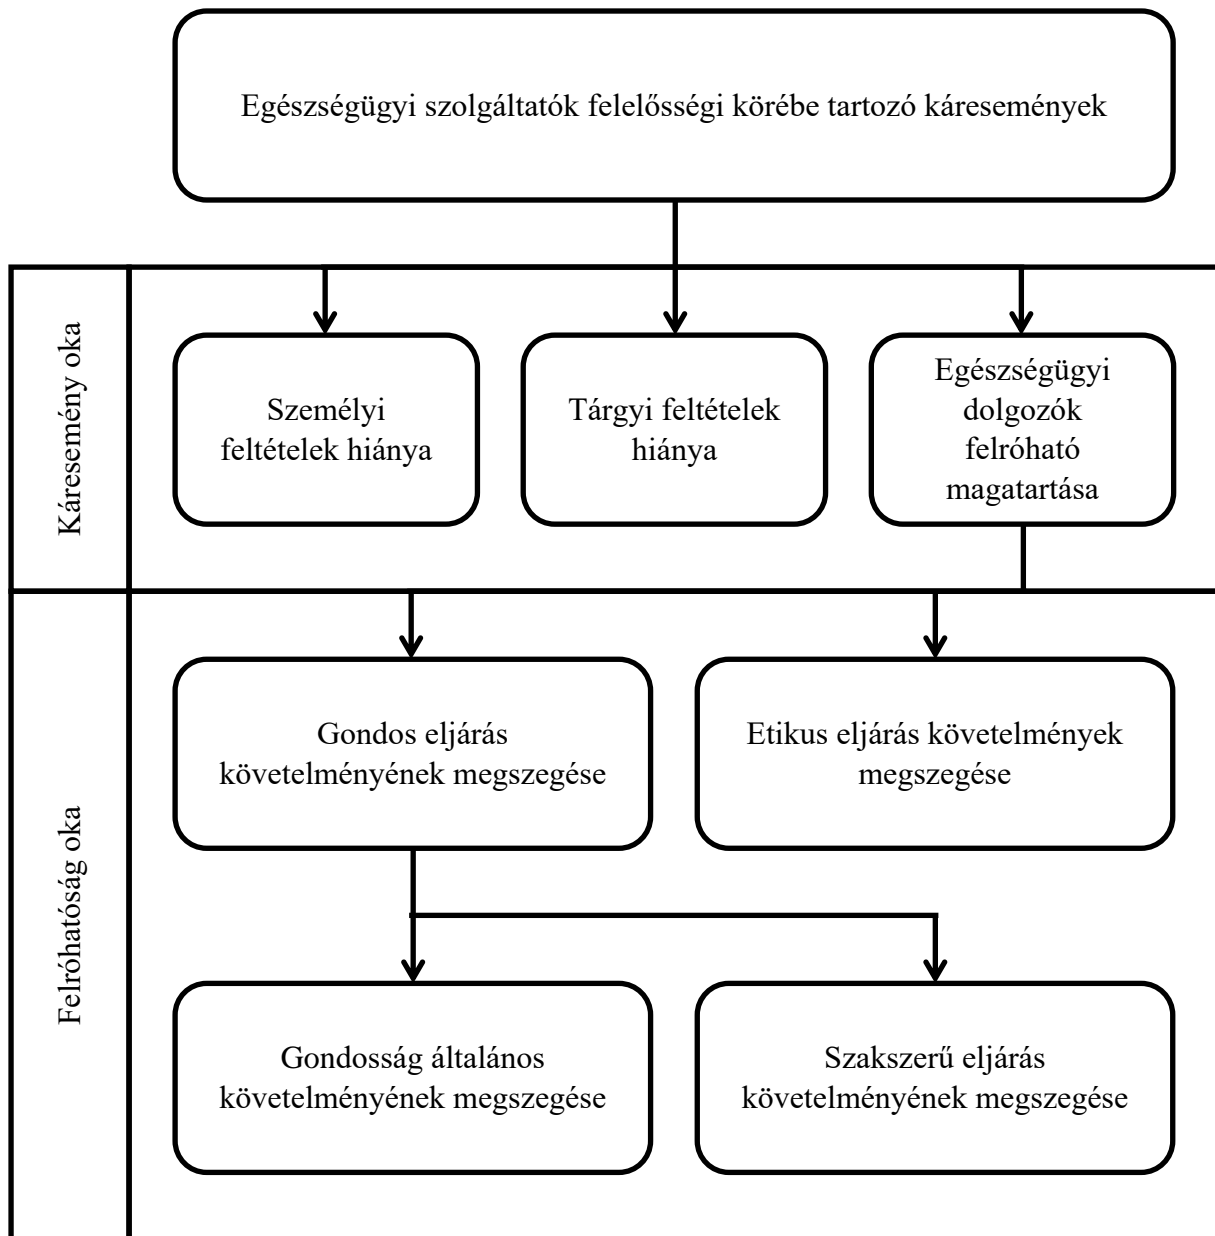 Egészségügyi szolgáltatók felelősségi körébe tartozó káresemények
Káresemény oka
Személyi
feltételek hiánya
Tárgyi feltételek
hiánya
Egészségügyi
dolgozók
felróható
magatartása
Felróhatóság oka
Gondos eljárás
követelményének megszegése
Etikus eljárás követelmények
megszegése
Gondosság általános
követelményének megszegése
Szakszerű eljárás
követelményének megszegése